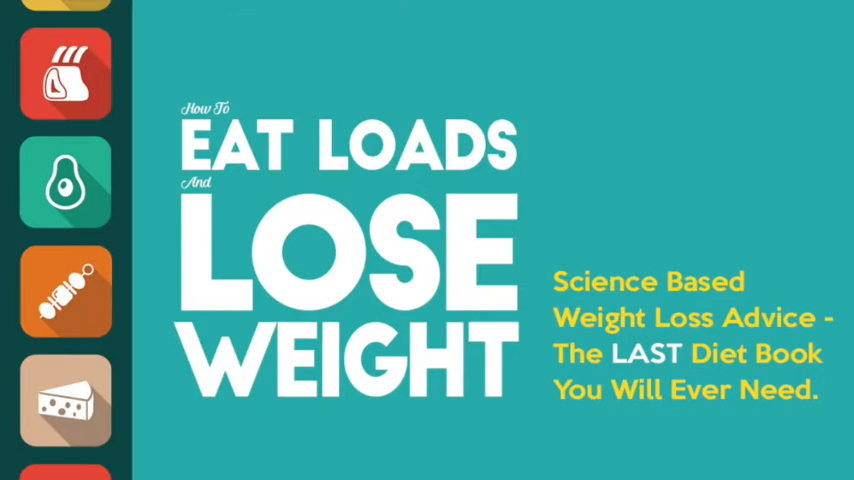 How To
EAT LOADS
And
LOSE
WEIGHT
Science Based
Weight Loss Advice -
The LAST Diet Book
You Will Ever Need.